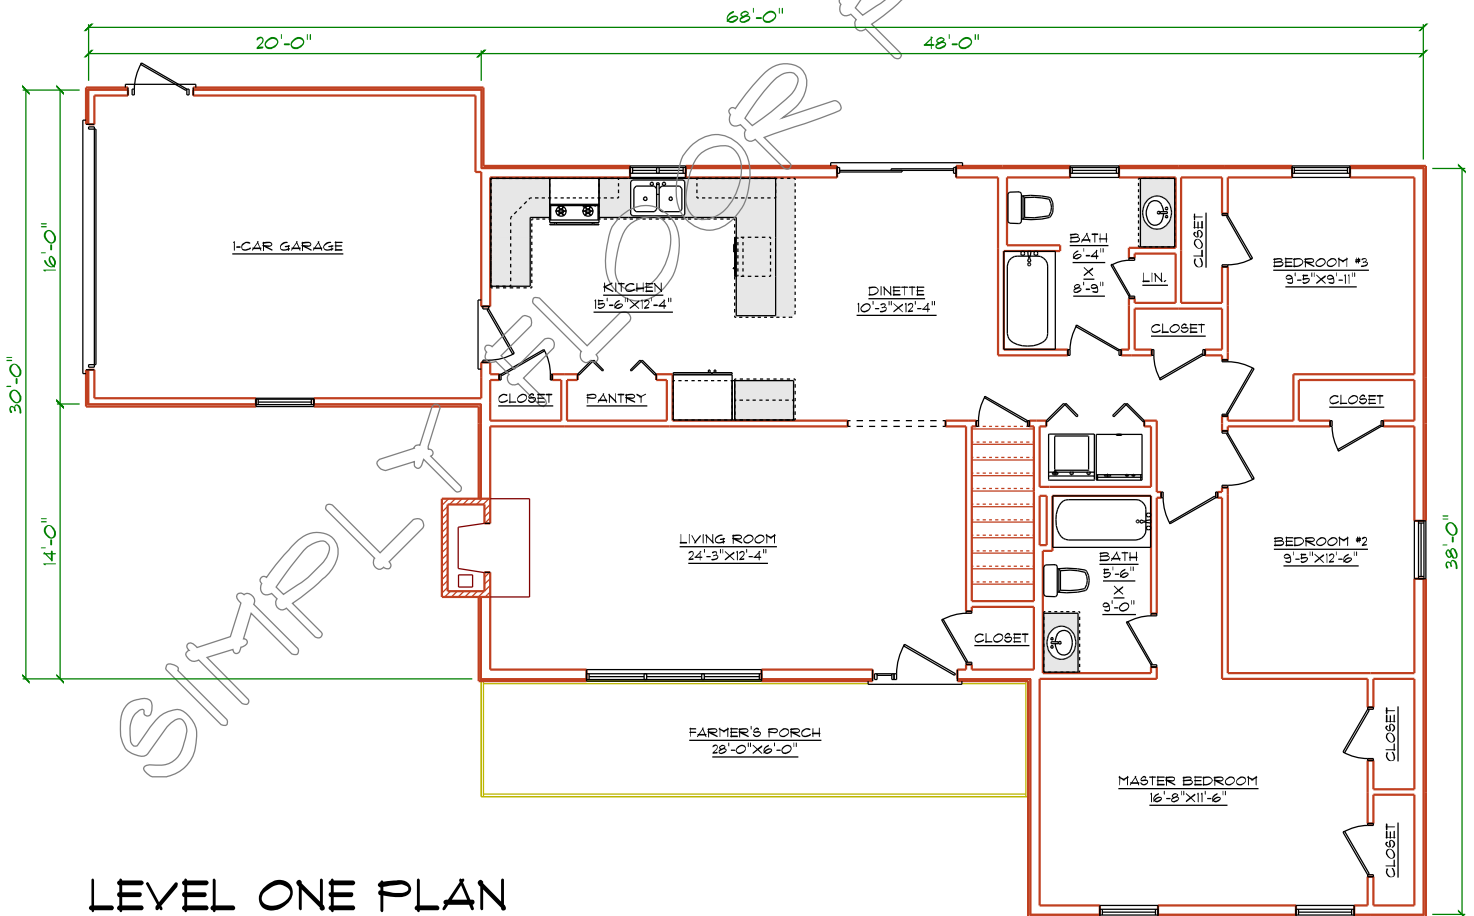 68'-0"
20'-0"
48'-0"
30'-0"
16'-0"
14'-0"
38'-0"
1-CAR GARAGE
KITCHEN
15'-6"X12'-4"
DINETTE
10'-3"X12'-4"
BATH
6'-4"
X
8'-9"
LIN.
CLOSET
CLOSET
BEDROOM #3
9'-5"X9'-11"
CLOSET
CLOSET
PANTRY
LIVING ROOM
24'-3"X12'-4"
BATH
5'-6"
X
9'-0"
BEDROOM #2
9'-5"X12'-6"
CLOSET
FARMER'S PORCH
28'-0"X6'-0"
MASTER BEDROOM
16'-8"X11'-6"
CLOSET
CLOSET
LEVEL ONE PLAN
SIMPLY FLOOR P